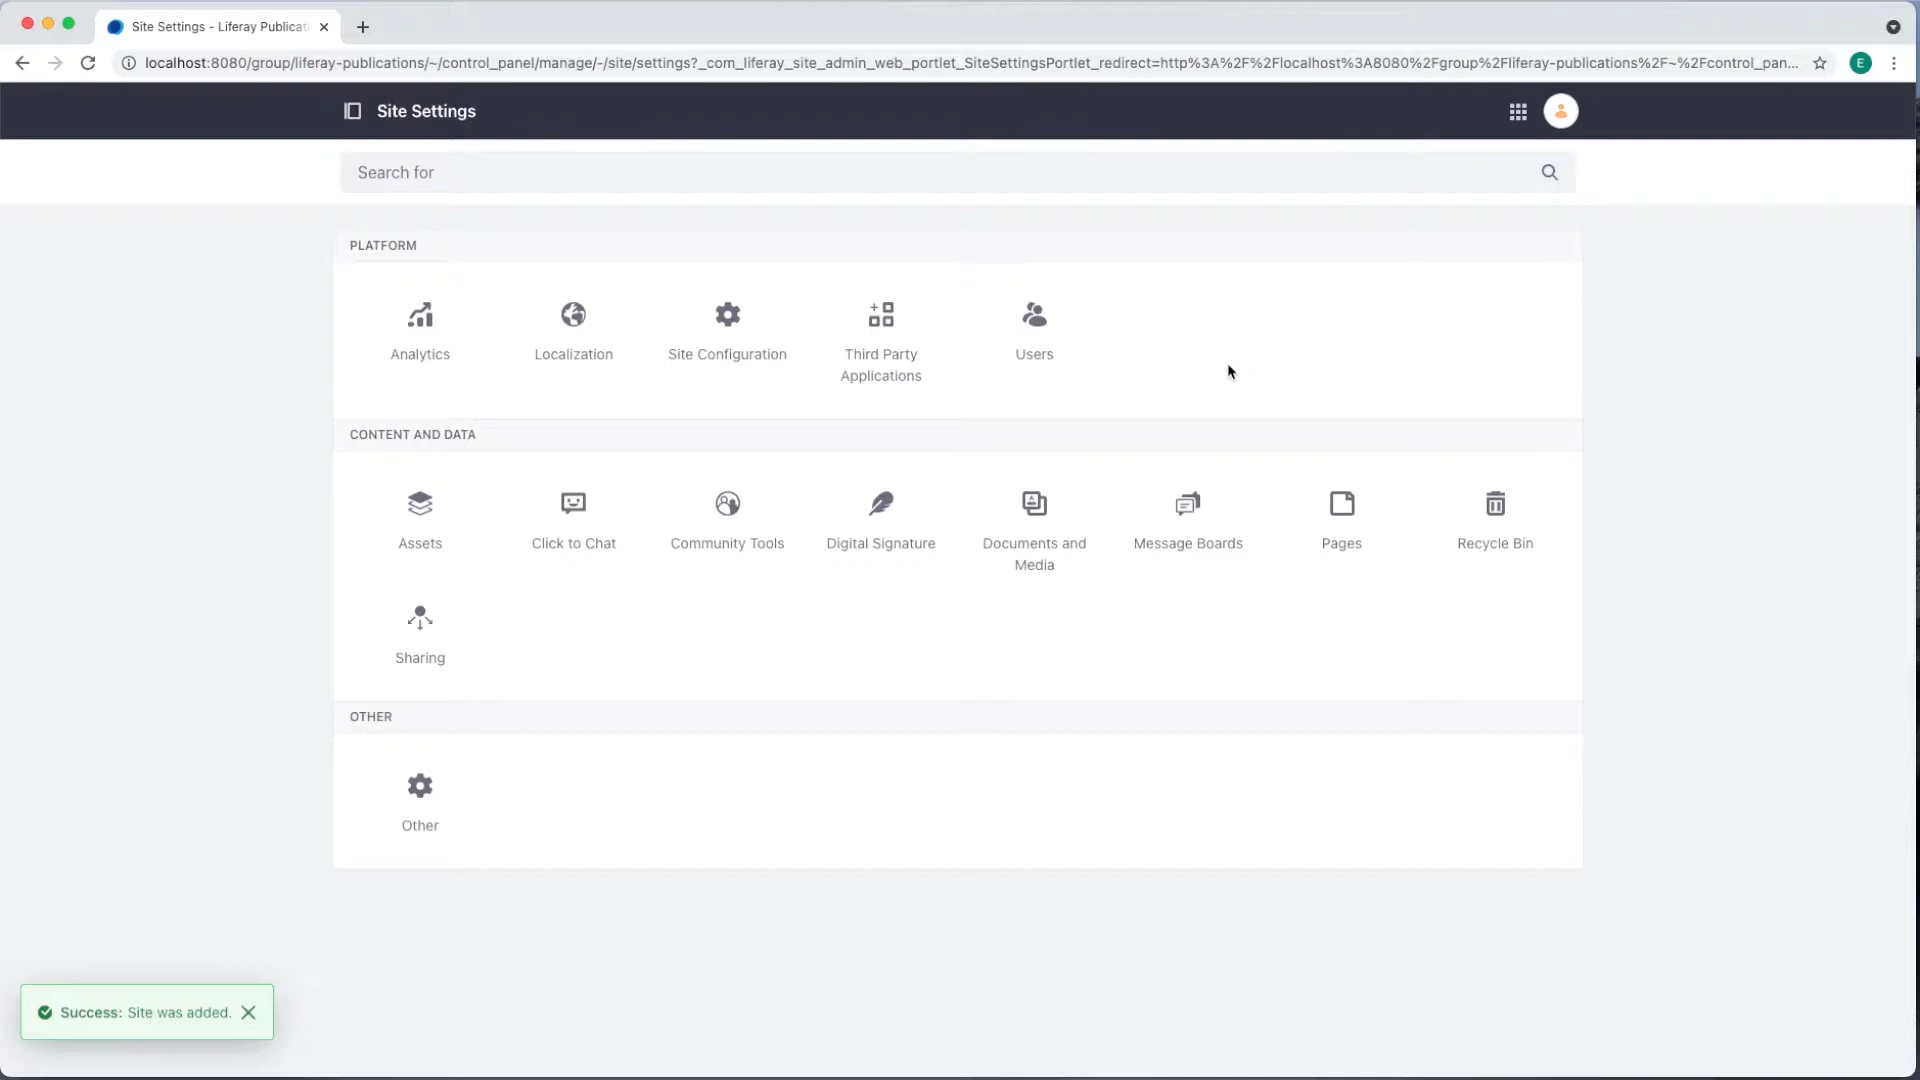 Site Settings - Liferay Publicat
localhost:8080/group/liferay-publications/~/control_panel/manage/-/site/settings?_com_liferay_site_admin_web_portlet_SiteSettingsPortlet_redirect=http%3A%2F%2Flocalhost%3A8080%2Fgroup%2Fliferay-publications%2F~%2Fcontrol_pan...
E
Site Settings
Search for
PLATFORM
Analytics
Localization
Site Configuration
Third Party
Applications
Users
CONTENT AND DATA
Assets
Click to Chat
Community Tools
Digital Signature
Documents and
Media
Message Boards
Pages
Recycle Bin
Sharing
OTHER
Other
Success: Site was added.